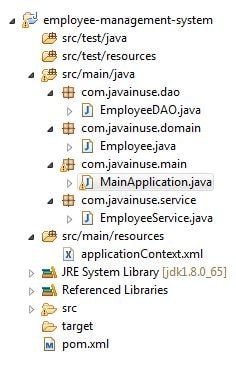 employee-management-system
src/test/java
src/test/resources
src/main/java
com.javainuse.dao
EmployeeDAO.java
com.javainuse.domain
Employee.java
com.javainuse.main
MainApplication.java
com.javainuse.service
EmployeeService.java
src/main/resources
applicationContext.xml
JRE System Library [jdk1.8.0_65]
Referenced Libraries
src
target
pom.xml